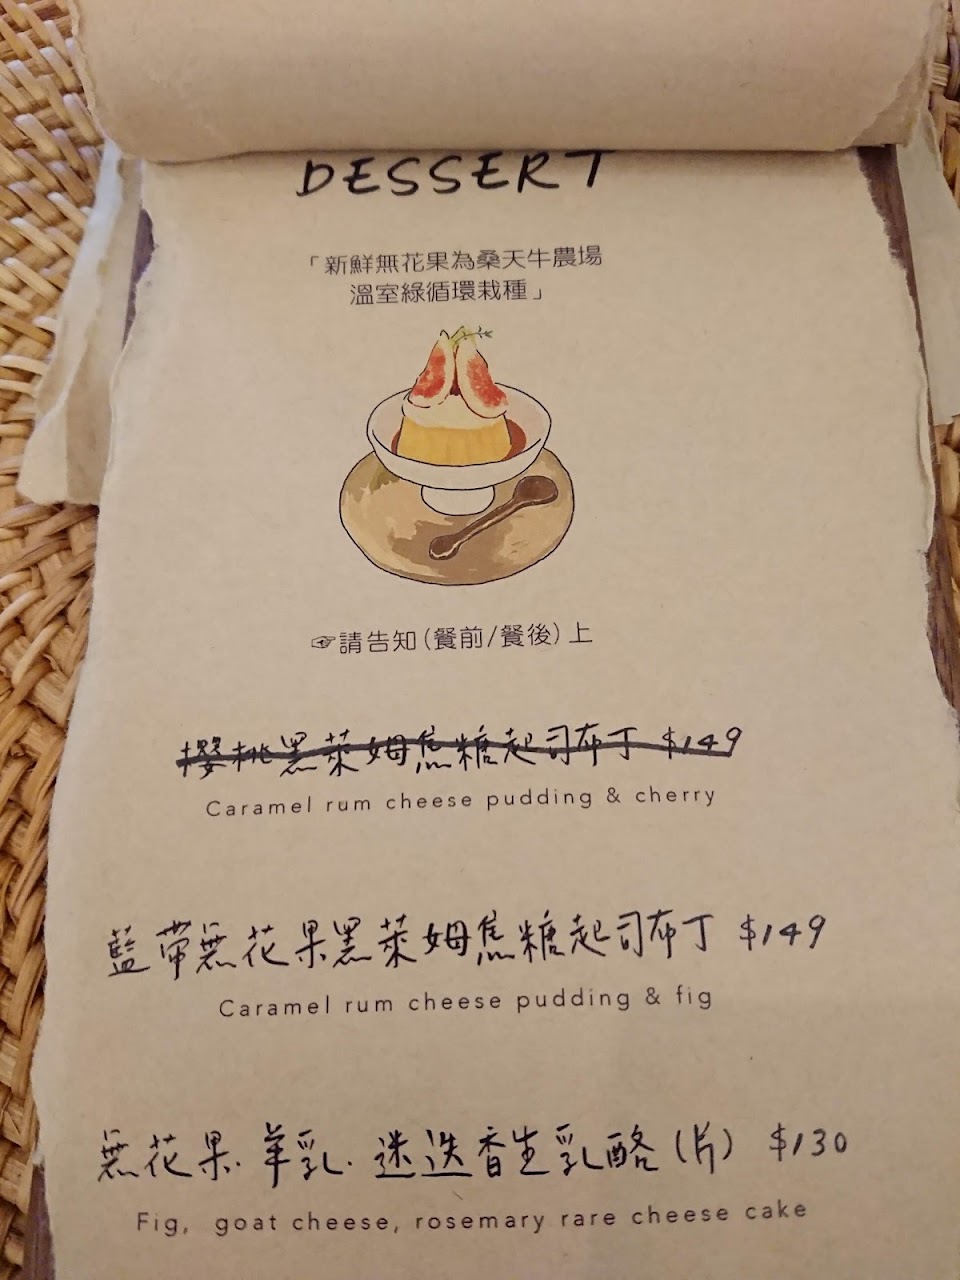 DESSERT
「新鮮無花果為桑天牛農場
溫室綠循環栽種」
☞請告知(餐前/餐後)上
櫻桃黑萊姆焦糖起司布丁 $149
Caramel rum cheese pudding & cherry
藍帶無花果黑萊姆焦糖起司布丁 $149
Caramel rum cheese pudding & fig
無花果.羊乳.迷迭香生乳酪(片) $130
Fig, goat cheese, rosemary rare cheese cake